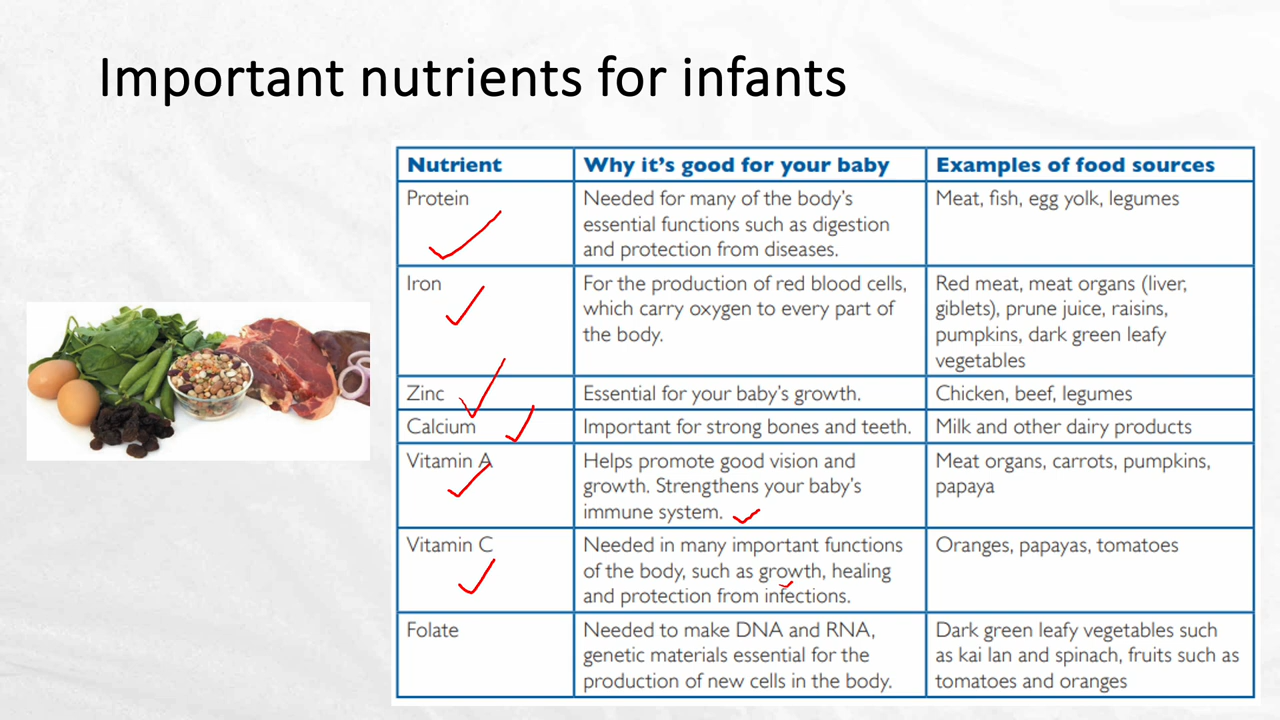 Important nutrients for infants
Nutrient
Why it's good for your baby
Examples of food sources
Protein
Needed for many of the body's
essential functions such as digestion
and protection from diseases.
Meat, fish, egg yolk, legumes
Iron
For the production of red blood cells,
which carry oxygen to every part of
the body.
Red meat, meat organs (liver,
giblets), prune juice, raisins,
pumpkins, dark green leafy
vegetables
Zinc
Essential for your baby's growth.
Chicken, beef, legumes
Calcium
Important for strong bones and teeth.
Milk and other dairy products
Vitamin A
Helps promote good vision and
growth. Strengthens your baby's
immune system.
Meat organs, carrots, pumpkins,
papaya
Vitamin C
Needed in many important functions
of the body, such as growth, healing
and protection from infections.
Oranges, papayas, tomatoes
Folate
Needed to make DNA and RNA,
genetic materials essential for the
production of new cells in the body.
Dark green leafy vegetables such
as kai lan and spinach, fruits such as
tomatoes and oranges